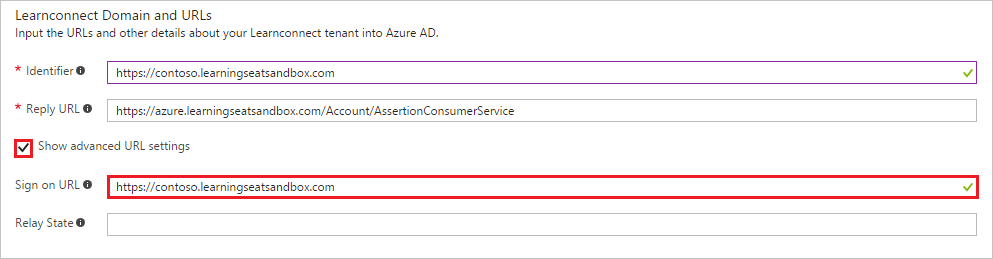 Learnconnect Domain and URLs
Input the URLs and other details about your Learnconnect tenant into Azure AD.
* Identifier https://contoso.learningseatsandbox.com
* Reply URL https://azure.learningseatsandbox.com/Account/AssertionConsumerService
Show advanced URL settings
Sign on URL https://contoso.learningseatsandbox.com
Relay State